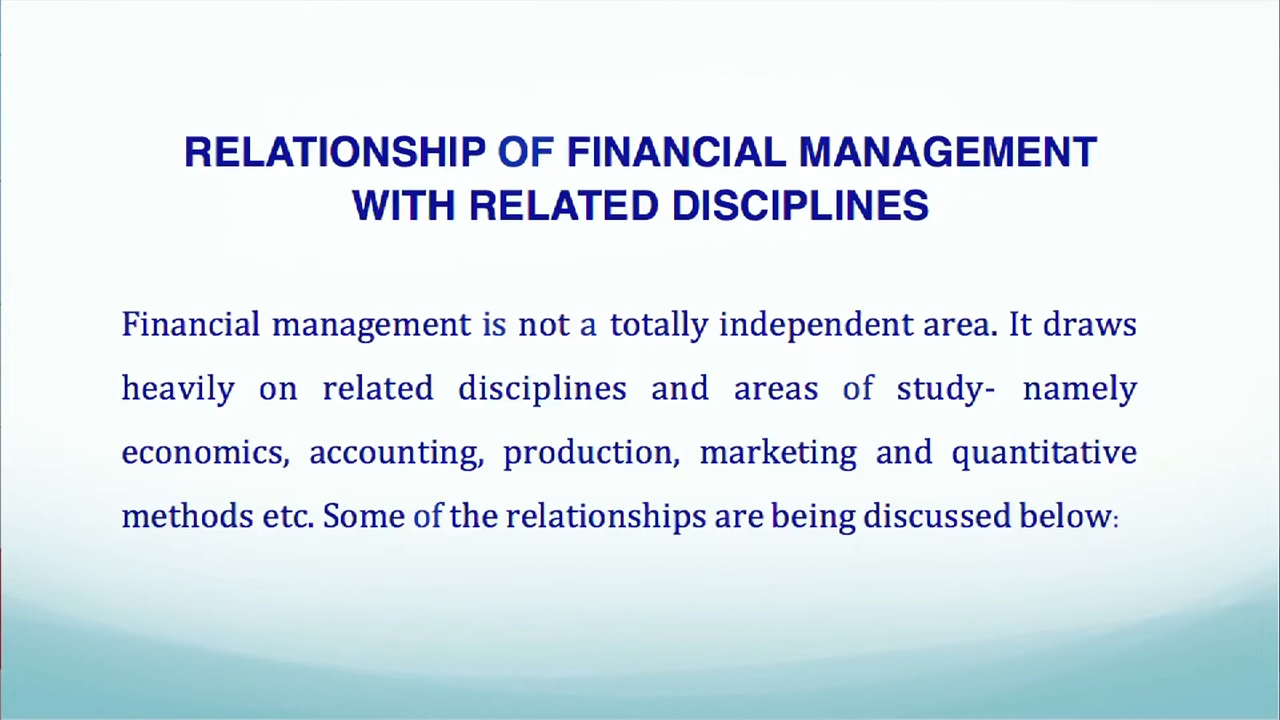 RELATIONSHIP OF FINANCIAL MANAGEMENT
WITH RELATED DISCIPLINES
Financial management is not a totally independent area. It draws
heavily on related disciplines and areas of study- namely
economics, accounting, production, marketing and quantitative
methods etc. Some of the relationships are being discussed below: